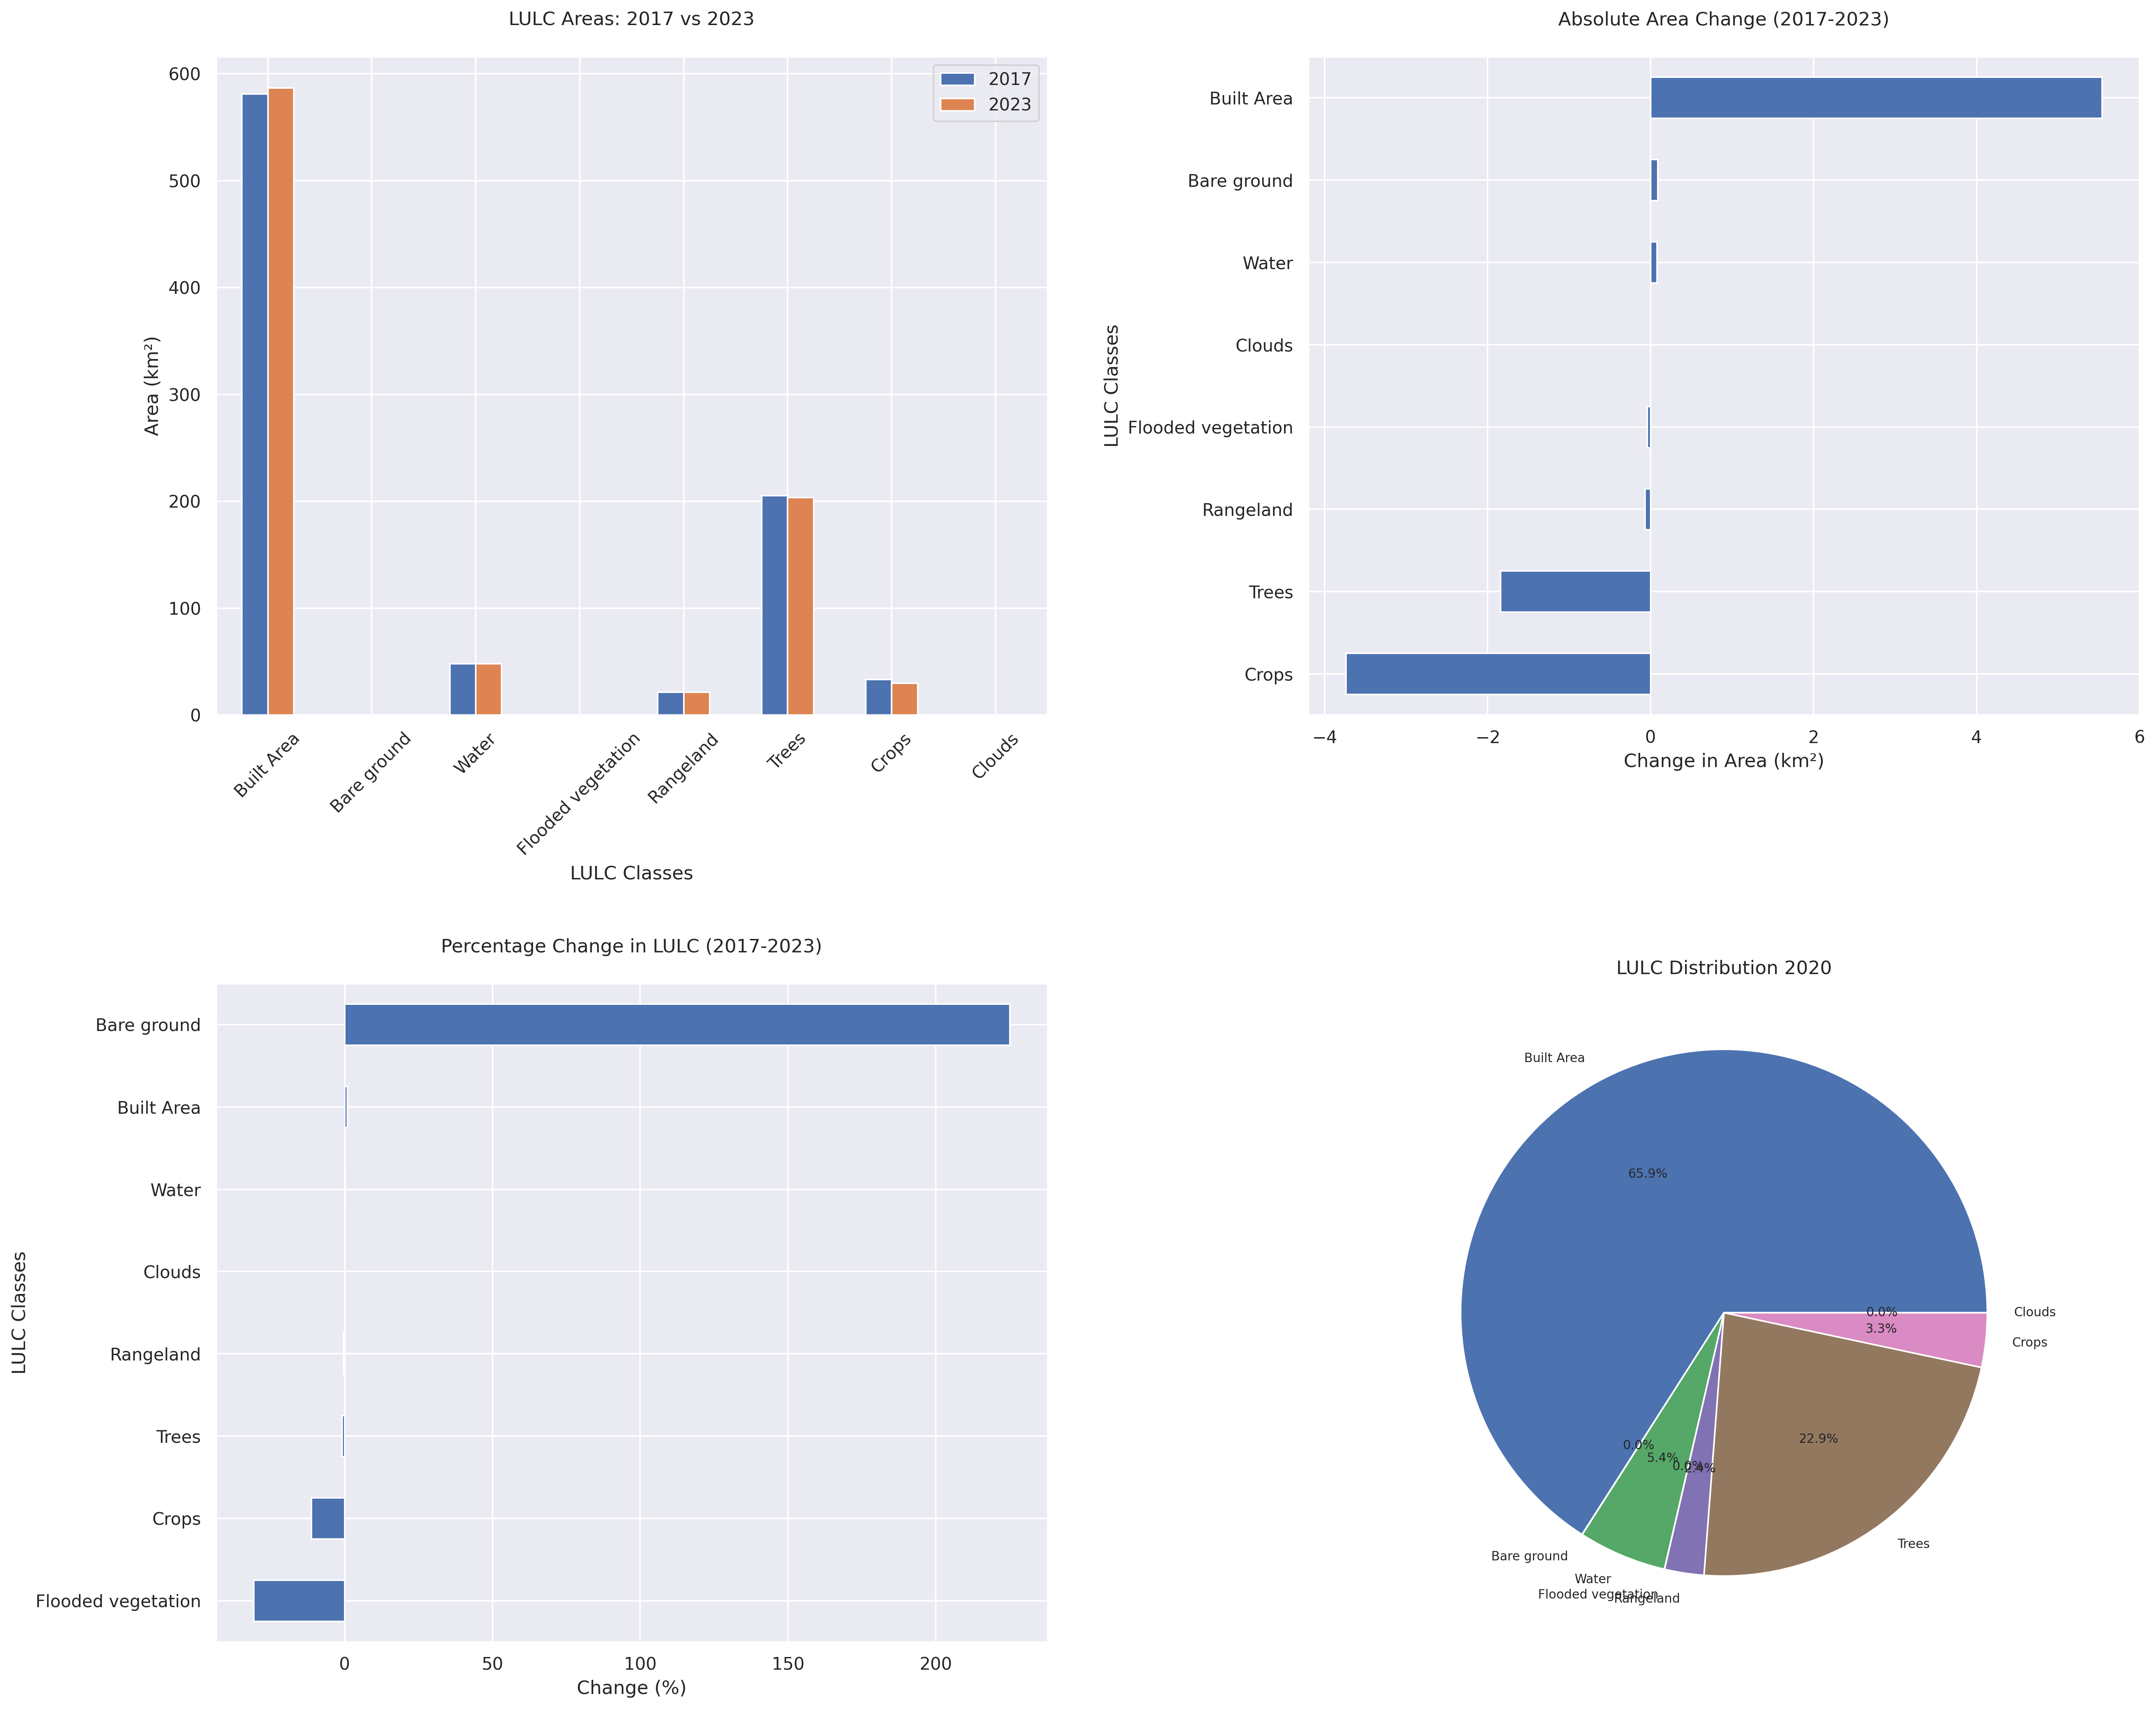 LULC Areas: 2017 vs 2023
2017
2023
600
500
400
300
200
100
0
Area (km²)
Built Area
Bare ground
Water
Flooded vegetation
Rangeland
Trees
Crops
Clouds
LULC Classes
Absolute Area Change (2017-2023)
LULC Classes
Built Area
Bare ground
Water
Clouds
Flooded vegetation
Rangeland
Trees
Crops
−4
−2
0
2
4
6
Change in Area (km²)
Percentage Change in LULC (2017-2023)
LULC Classes
Bare ground
Built Area
Water
Clouds
Rangeland
Trees
Crops
Flooded vegetation
0
50
100
150
200
Change (%)
LULC Distribution 2020
Built Area
65.9%
0.0%
Clouds
3.3%
Crops
22.9%
0.0%
5.4%
0.0%
2.4%
Trees
Bare ground
Water
Flooded vegetation
Rangeland